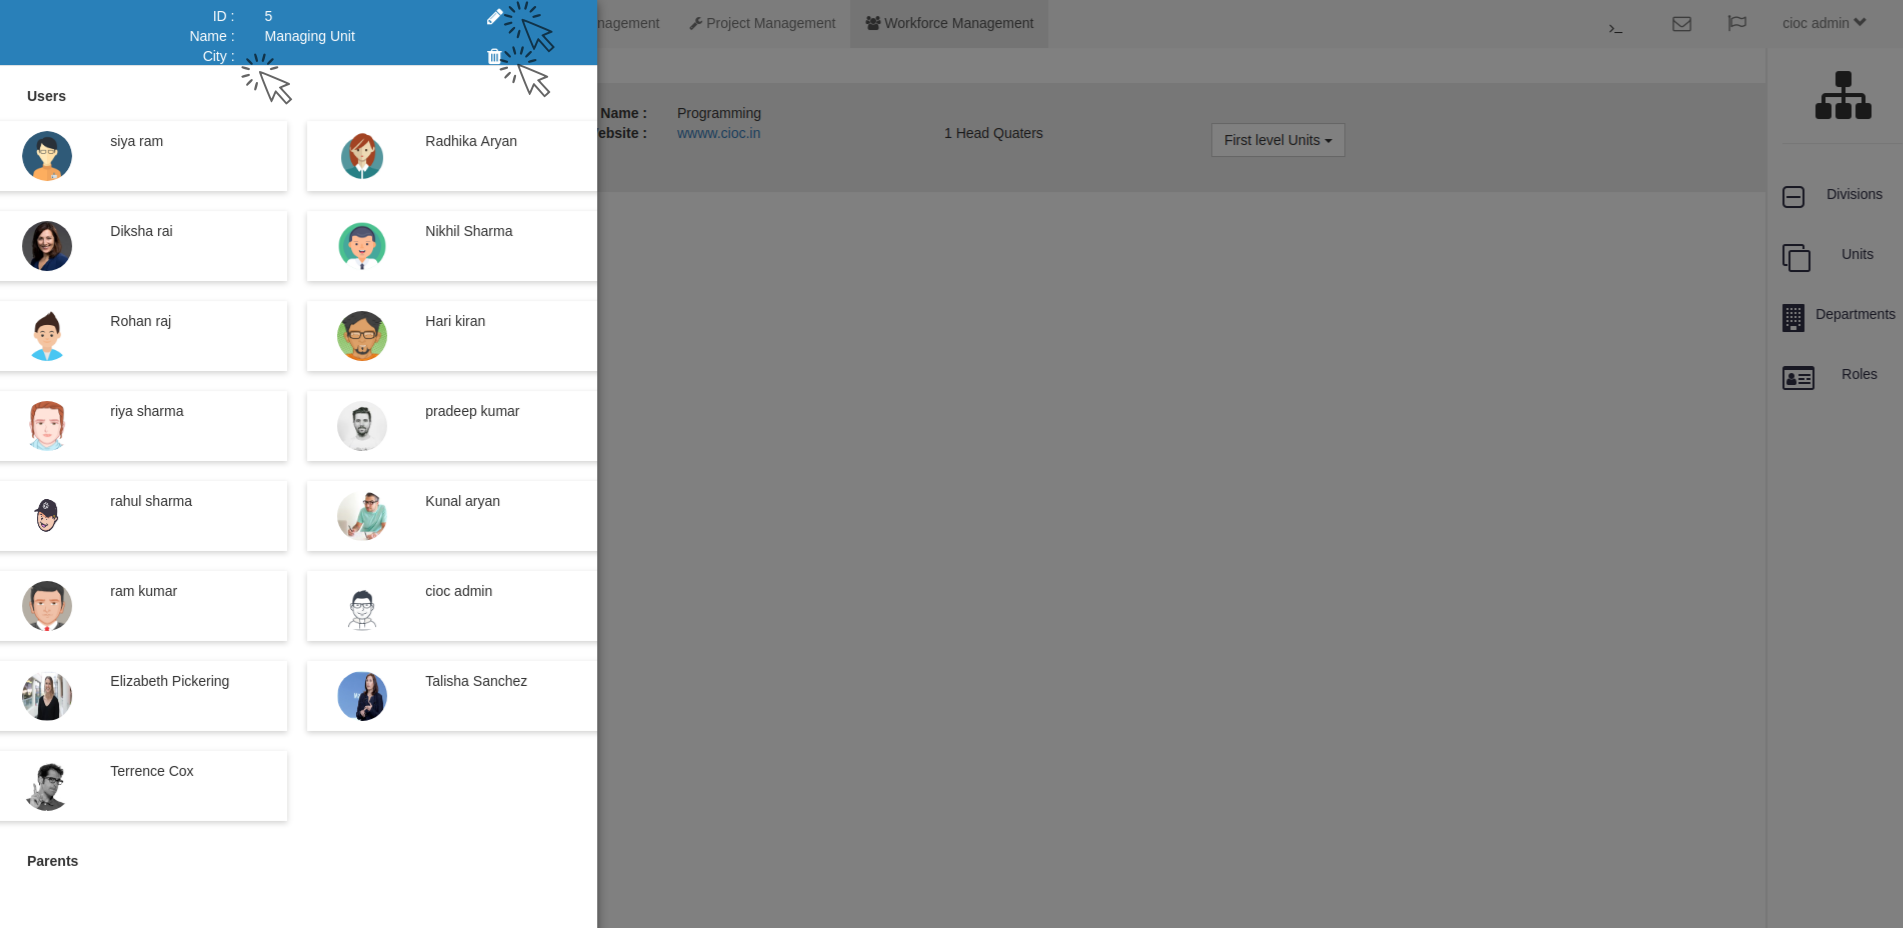 ID : 5
Name : Managing Unit
City :
Users
siya ram
Radhika Aryan
Diksha rai
Nikhil Sharma
Rohan raj
Hari kiran
riya sharma
pradeep kumar
rahul sharma
Kunal aryan
ram kumar
cioc admin
Elizabeth Pickering
Talisha Sanchez
Terrence Cox
Parents
nagement
Project Management
Workforce Management
cioc admin
Name : Programming
ebsite : wwww.cioc.in
1 Head Quaters
First level Units
Divisions
Units
Departments
Roles